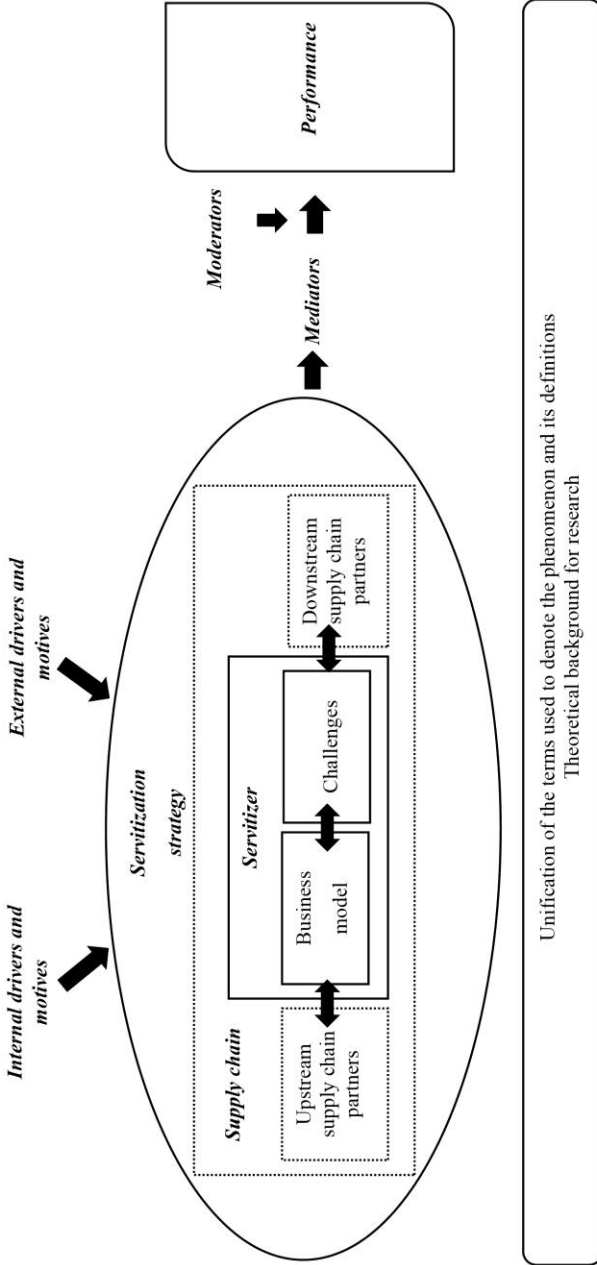 Internal drivers and
motives
External drivers and
motives
Servitization
strategy
Supply chain
Servitizer
Upstream
supply chain
partners
Business
model
Challenges
Downstream
supply chain
partners
Mediators
Moderators
Performance
Unification of the terms used to denote the phenomenon and its definitions
Theoretical background for research